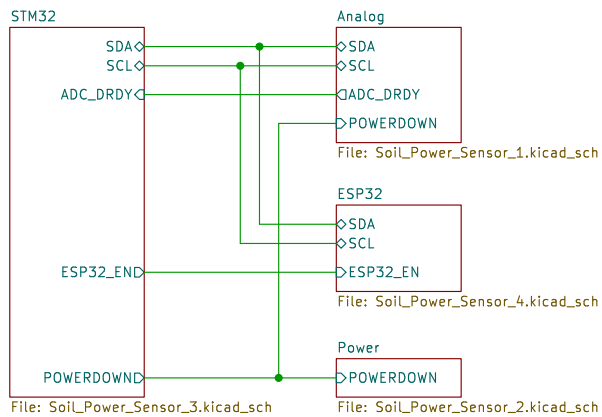 STM32
SDA
SCL
ADC_DRDY
ESP32_EN
POWERDOWN
File: Soil_Power_Sensor_3.kicad_sch
Analog
SDA
SCL
ADC_DRDY
POWERDOWN
File: Soil_Power_Sensor_1.kicad_sch
ESP32
SDA
SCL
ESP32_EN
File: Soil_Power_Sensor_4.kicad_sch
Power
POWERDOWN
File: Soil_Power_Sensor_2.kicad_sch